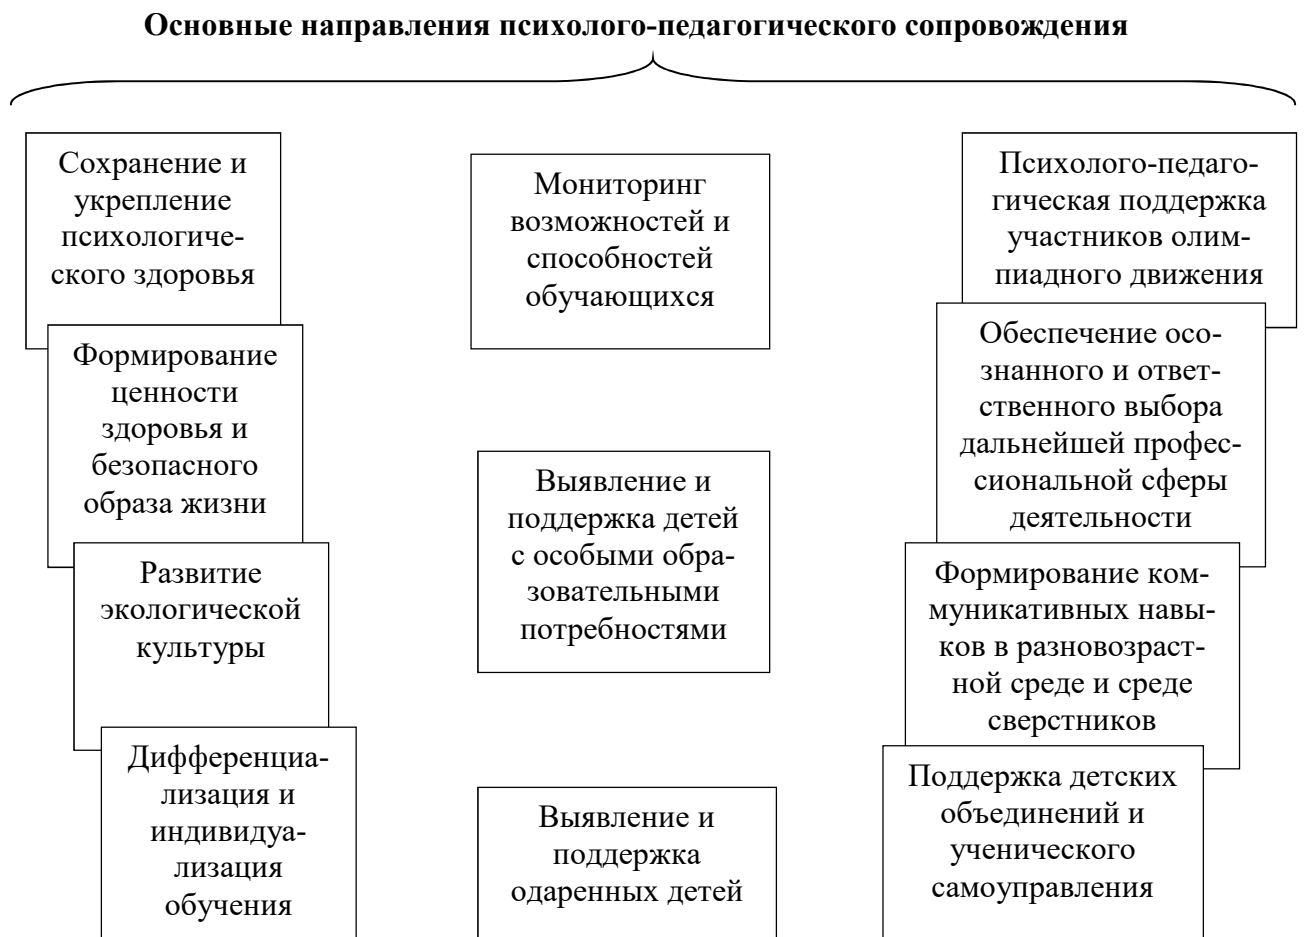 Основные направления психолого-педагогического сопровождения
Сохранение и
укрепление
психологиче-
ского здоровья
Формирование
ценности
здоровья и
безопасного
образа жизни
Развитие
экологической
культуры
Дифференциа-
лизация и
индивидуа-
лизация
обучения
Мониторинг
возможностей и
способностей
обучающихся
Выявление и
поддержка детей
с особыми обра-
зовательными
потребностями
Выявление и
поддержка
одаренных детей
Психолого-педаго-
гическая поддержка
участников олим-
пиадного движения
Обеспечение осо-
знанного и ответ-
ственного выбора
дальнейшей профес-
сиональной сферы
деятельности
Формирование ком-
муникативных навы-
ков в разновозраст-
ной среде и среде
сверстников
Поддержка детских
объединений и
ученического
самоуправления